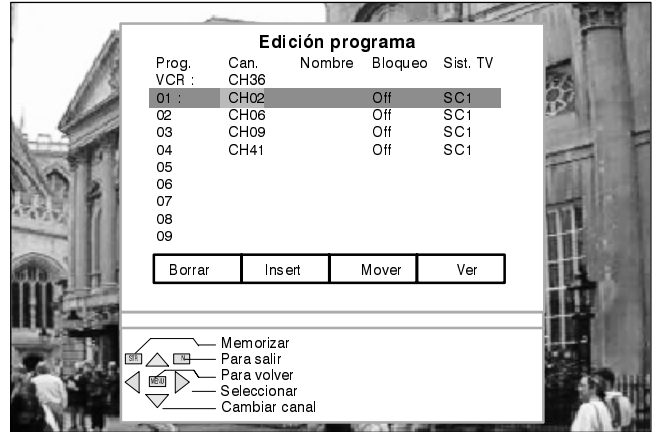 Edición programa
Prog. Can. Nombre Bloqueo Sist. TV
VCR : CH36
01 : CH02 Off SC1
02 CH06 Off SC1
03 CH09 Off SC1
04 CH41 Off SC1
05
06
07
08
09
Borrar Insert Mover Ver
Memorizar
STR N Para salir
Para volver
MENU Seleccionar
Cambiar canal